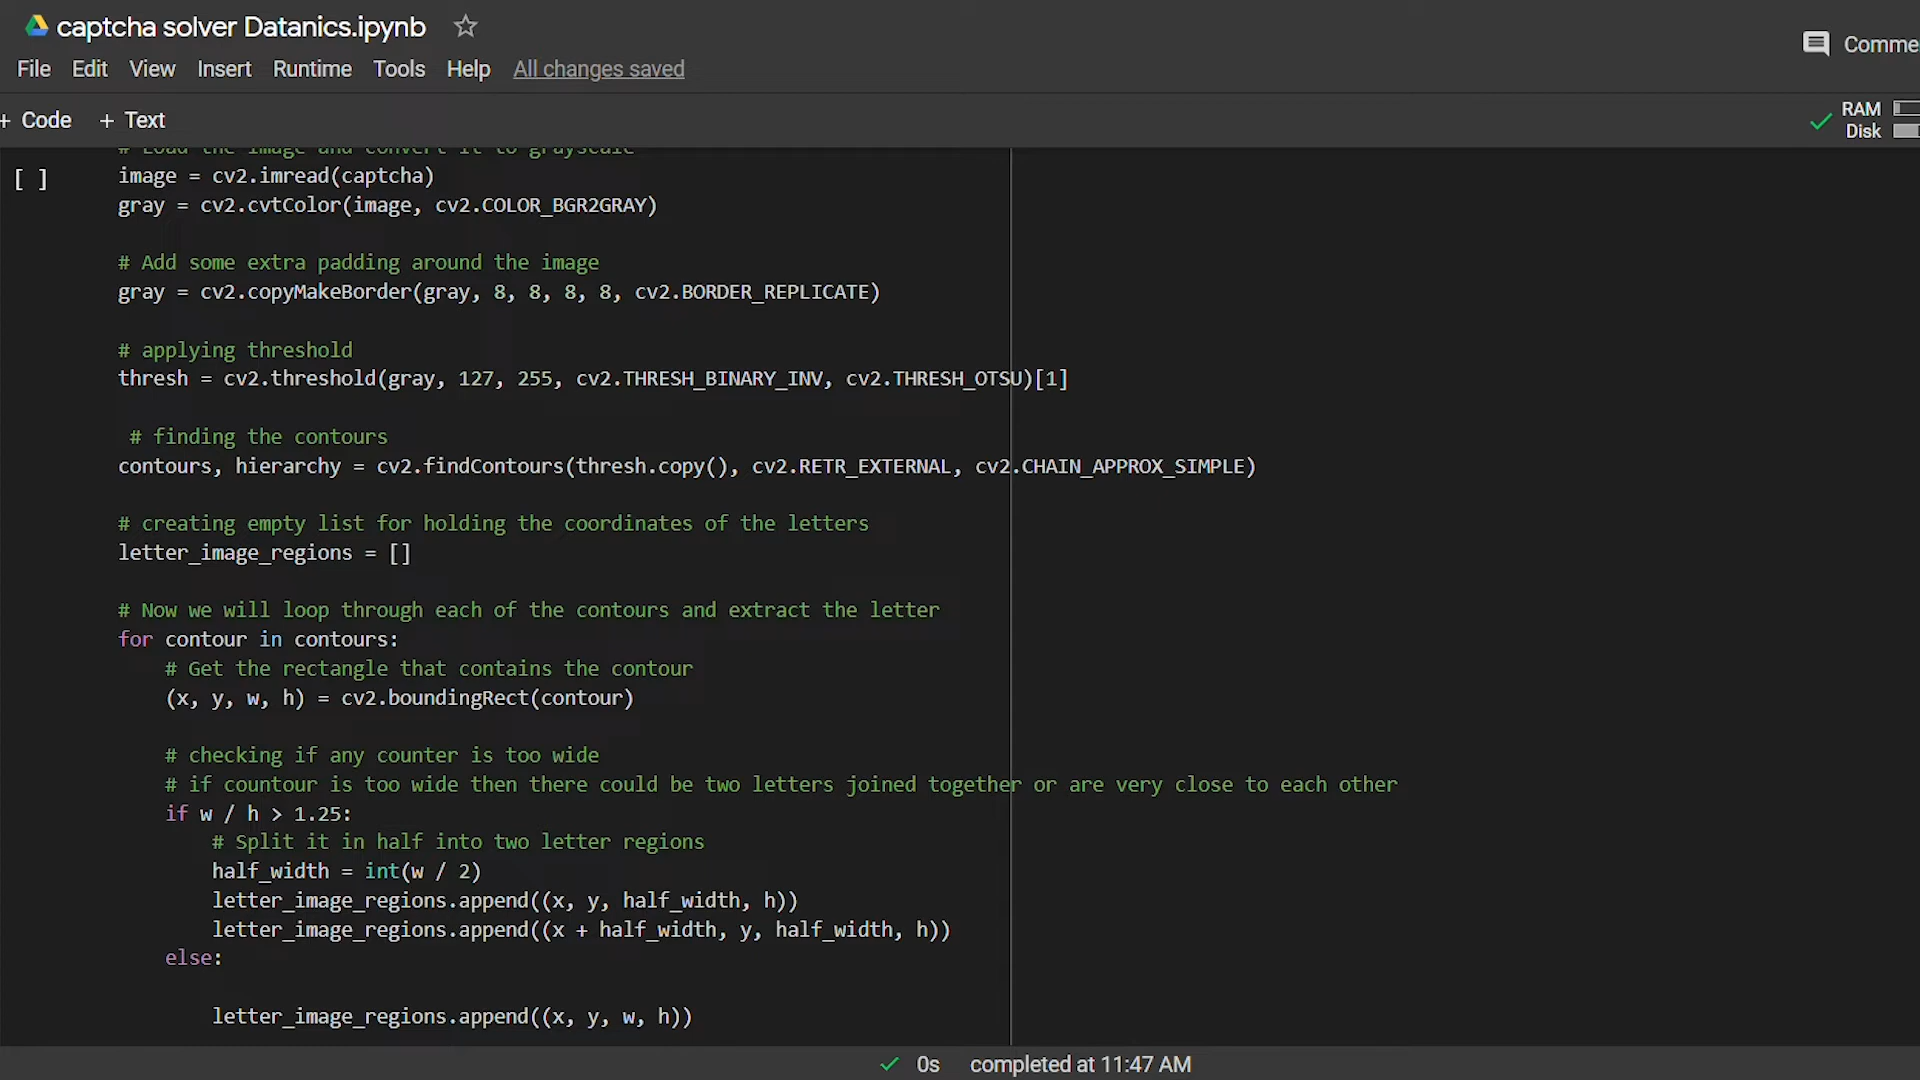 captcha solver Datanics.ipynb
Comme
File Edit View Insert Runtime Tools Help All changes saved
+ Code + Text
RAM
Disk
# Load the image and convert it to grayscale
[ ] image = cv2.imread(captcha)
gray = cv2.cvtColor(image, cv2.COLOR_BGR2GRAY)
# Add some extra padding around the image
gray = cv2.copyMakeBorder(gray, 8, 8, 8, 8, cv2.BORDER_REPLICATE)
# applying threshold
thresh = cv2.threshold(gray, 127, 255, cv2.THRESH_BINARY_INV, cv2.THRESH_OTSU)[1]
# finding the contours
contours, hierarchy = cv2.findContours(thresh.copy(), cv2.RETR_EXTERNAL, cv2.CHAIN_APPROX_SIMPLE)
# creating empty list for holding the coordinates of the letters
letter_image_regions = []
# Now we will loop through each of the contours and extract the letter
for contour in contours:
# Get the rectangle that contains the contour
(x, y, w, h) = cv2.boundingRect(contour)
# checking if any counter is too wide
# if countour is too wide then there could be two letters joined together or are very close to each other
if w / h > 1.25:
# Split it in half into two letter regions
half_width = int(w / 2)
letter_image_regions.append((x, y, half_width, h))
letter_image_regions.append((x + half_width, y, half_width, h))
else:
letter_image_regions.append((x, y, w, h))
0s completed at 11:47 AM